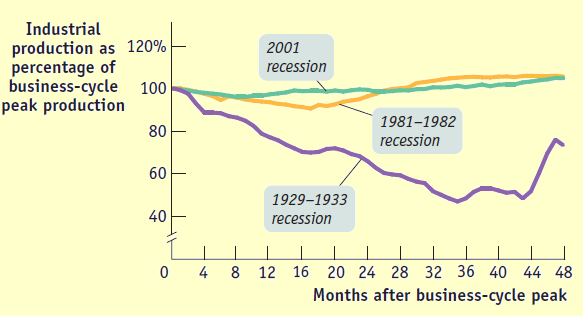 Industrial
production as
percentage of
business-cycle
peak production
120%
100
80
60
40
2001
recession
1981–1982
recession
1929–1933
recession
0 4 8 12 16 20 24 28 32 36 40 44 48
Months after business-cycle peak